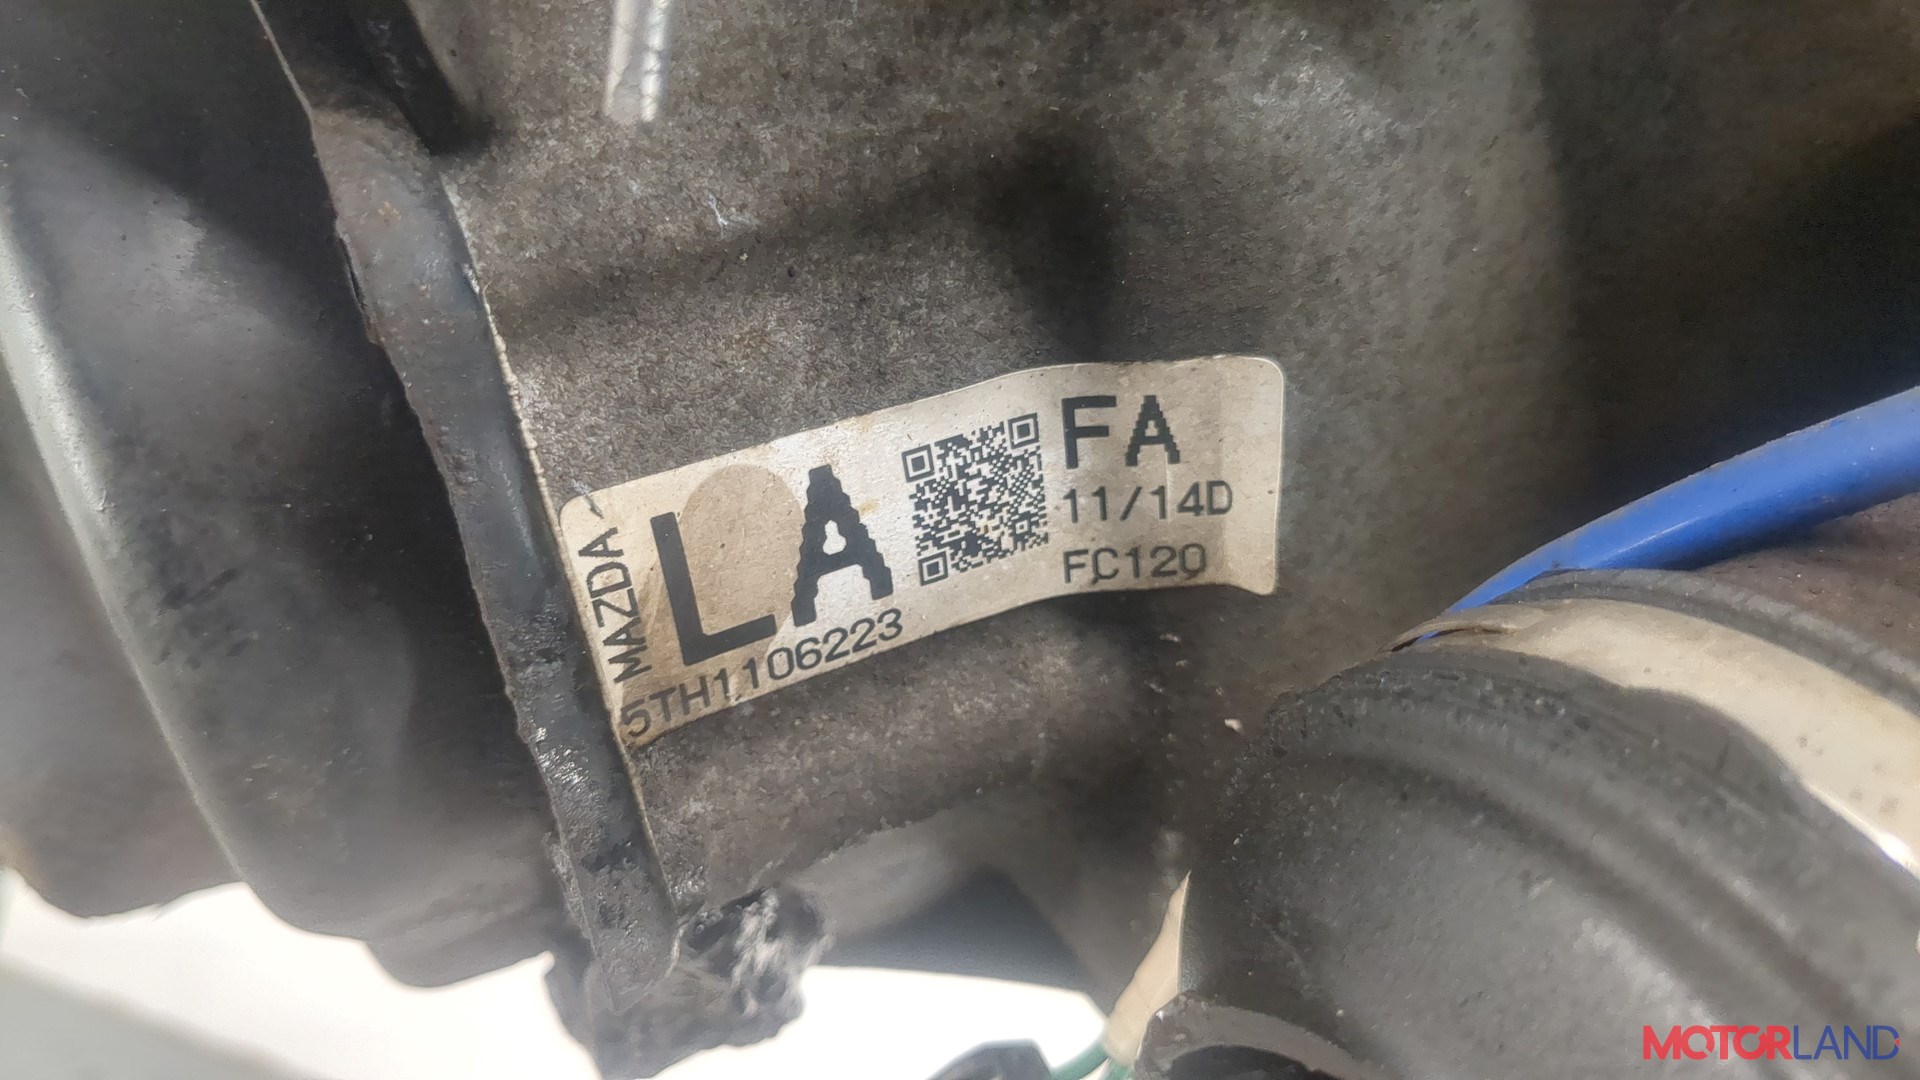 MAZDA
LA
5TH1106223
FA
11/14D
FC120
MOTORLAND